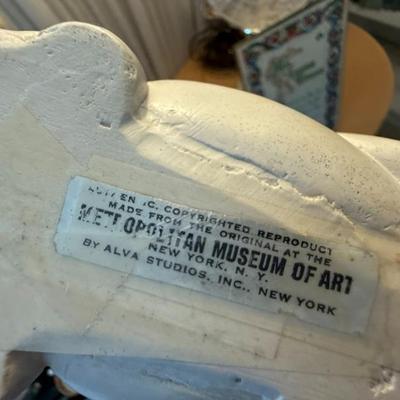 COPYRIGHTED REPRODUCT
MADE FROM THE ORIGINAL AT THE
METROPOLITAN MUSEUM OF ART
NEW YORK, N. Y.
BY ALVA STUDIOS, INC., NEW YORK